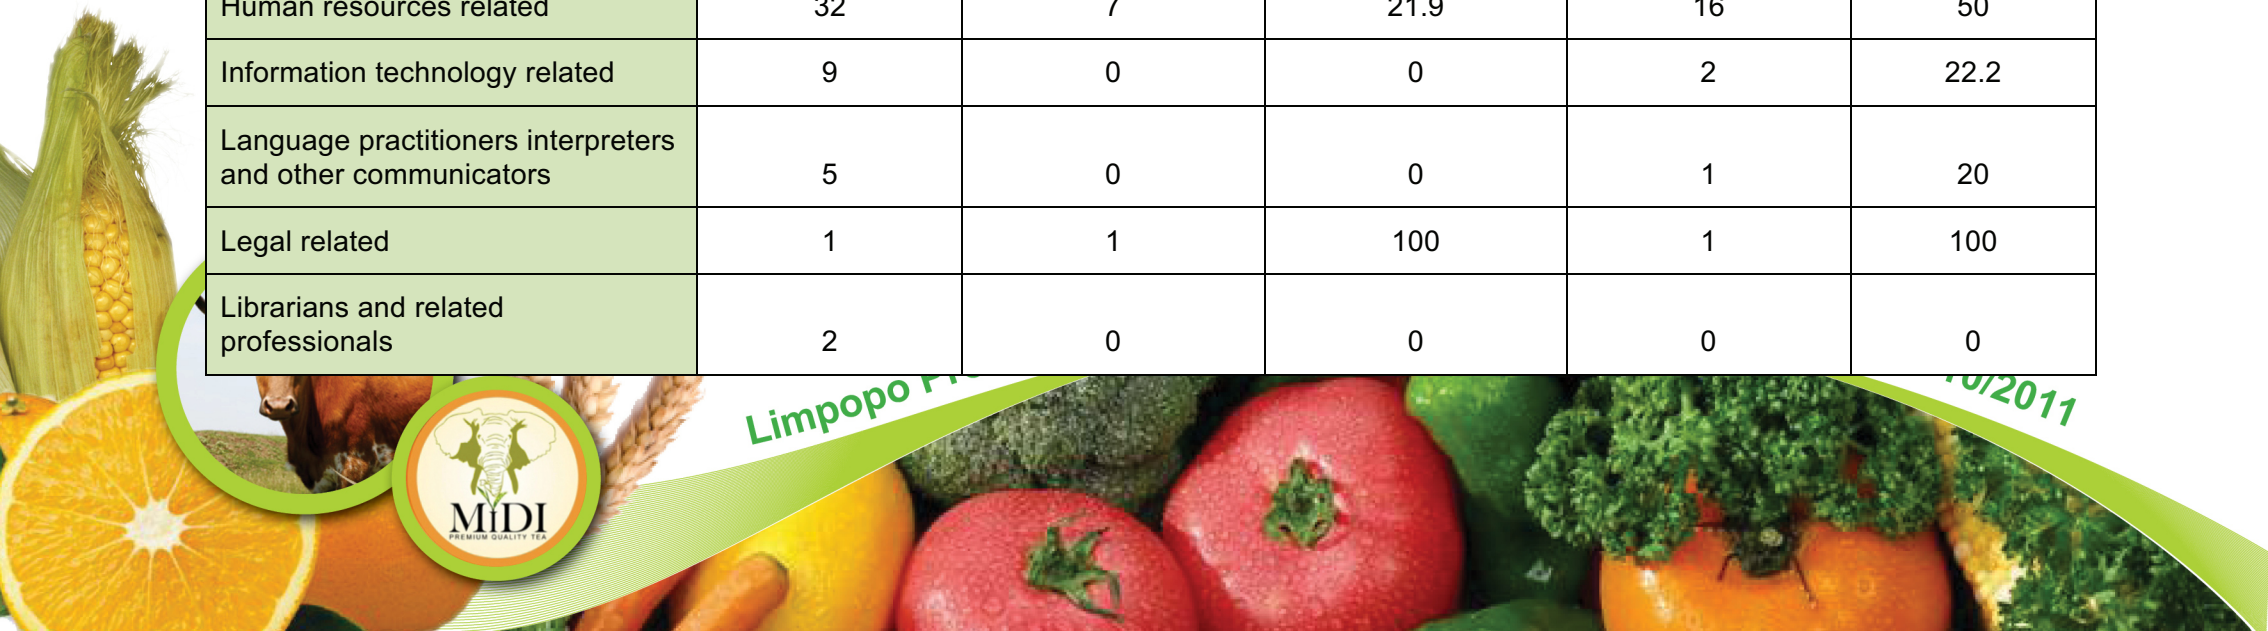 Human resources related 32 7 21.9 16 50
Information technology related 9 0 0 2 22.2
Language practitioners interpreters
and other communicators 5 0 0 1 20
Legal related 1 1 100 1 100
Librarians and related
professionals 2 0 0 0 0
Limpopo
10/2011
MiDI
PREMIUM QUALITY TEA